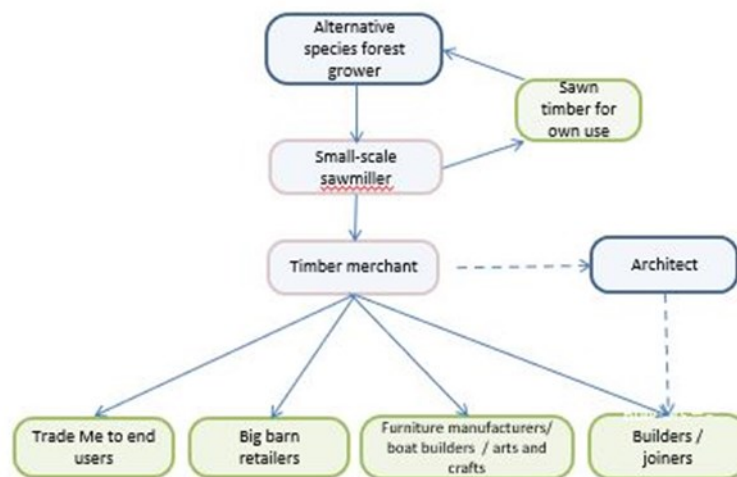 Alternative
species forest
grower
Sawn
timber for
own use
Small-scale
sawmiller
Timber merchant
Architect
Trade Me to end
users
Big barn
retailers
Furniture manufacturers/
boat builders / arts and
crafts
Builders /
joiners